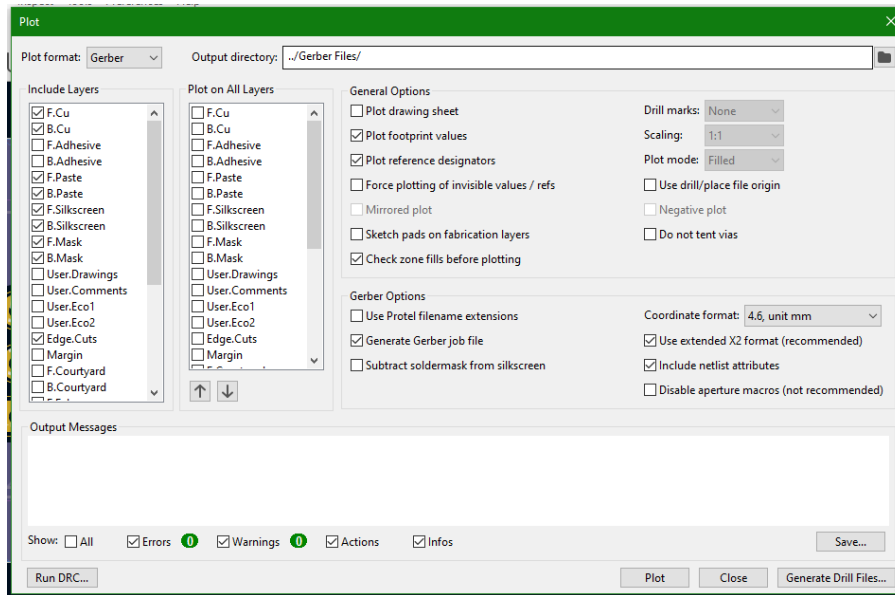 Plot
Plot format: Gerber Output directory: ../Gerber Files/
Include Layers
F.Cu
B.Cu
F.Adhesive
B.Adhesive
F.Paste
B.Paste
F.Silkscreen
B.Silkscreen
F.Mask
B.Mask
User.Drawings
User.Comments
User.Eco1
User.Eco2
Edge.Cuts
Margin
F.Courtyard
B.Courtyard
Plot on All Layers
F.Cu
B.Cu
F.Adhesive
B.Adhesive
F.Paste
B.Paste
F.Silkscreen
B.Silkscreen
F.Mask
B.Mask
User.Drawings
User.Comments
User.Eco1
User.Eco2
Edge.Cuts
Margin
General Options
Plot drawing sheet
Plot footprint values
Plot reference designators
Force plotting of invisible values / refs
Mirrored plot
Sketch pads on fabrication layers
Check zone fills before plotting
Drill marks: None
Scaling: 1:1
Plot mode: Filled
Use drill/place file origin
Negative plot
Do not tent vias
Gerber Options
Use Protel filename extensions
Generate Gerber job file
Subtract soldermask from silkscreen
Coordinate format: 4.6, unit mm
Use extended X2 format (recommended)
Include netlist attributes
Disable aperture macros (not recommended)
Output Messages
Show: All Errors 0 Warnings 0 Actions Infos Save...
Run DRC... Plot Close Generate Drill Files...